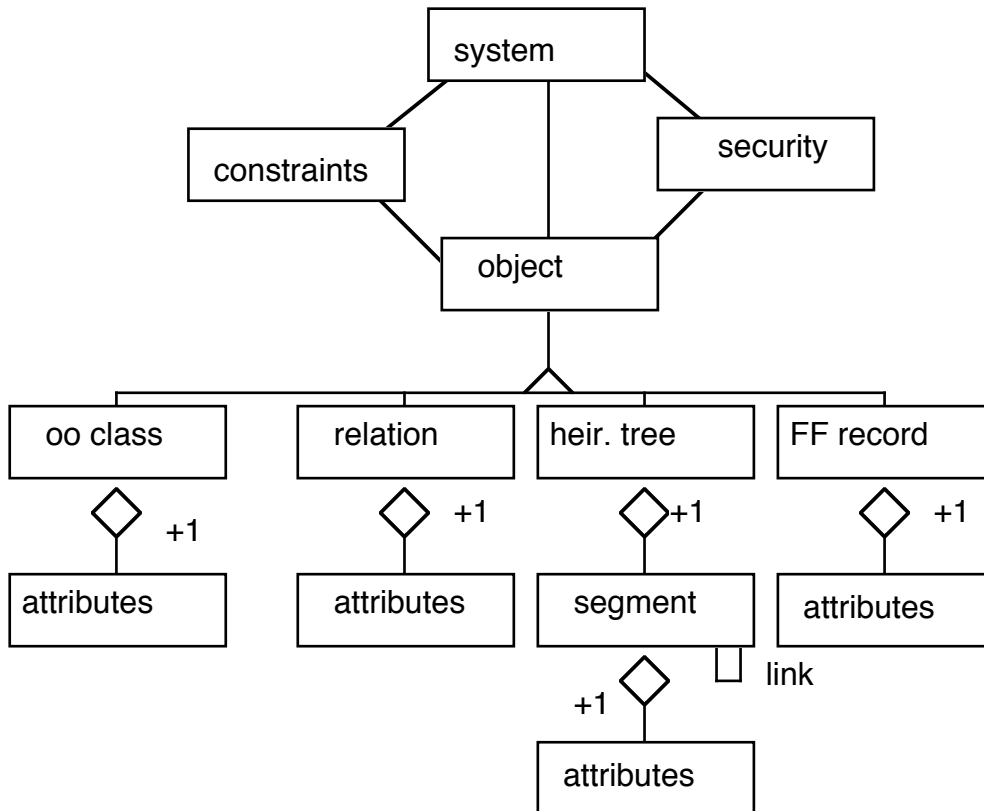 system
constraints
security
object
oo class
relation
heir. tree
FF record
+1
+1
+1
+1
attributes
attributes
segment
attributes
link
+1
attributes